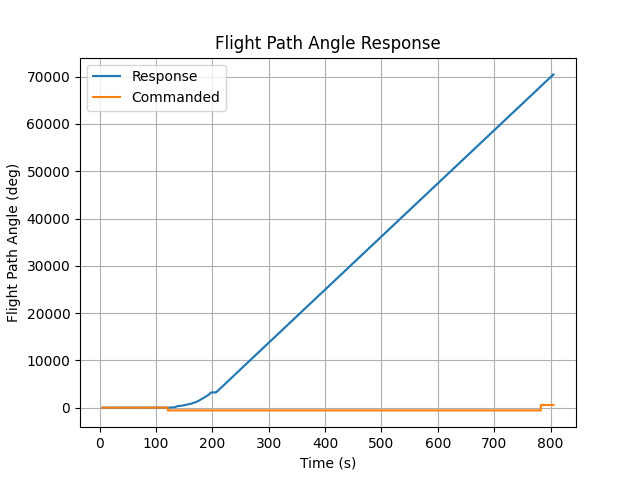 Flight Path Angle Response
Response
Commanded
Flight Path Angle (deg)
70000
60000
50000
40000
30000
20000
10000
0
0 100 200 300 400 500 600 700 800
Time (s)